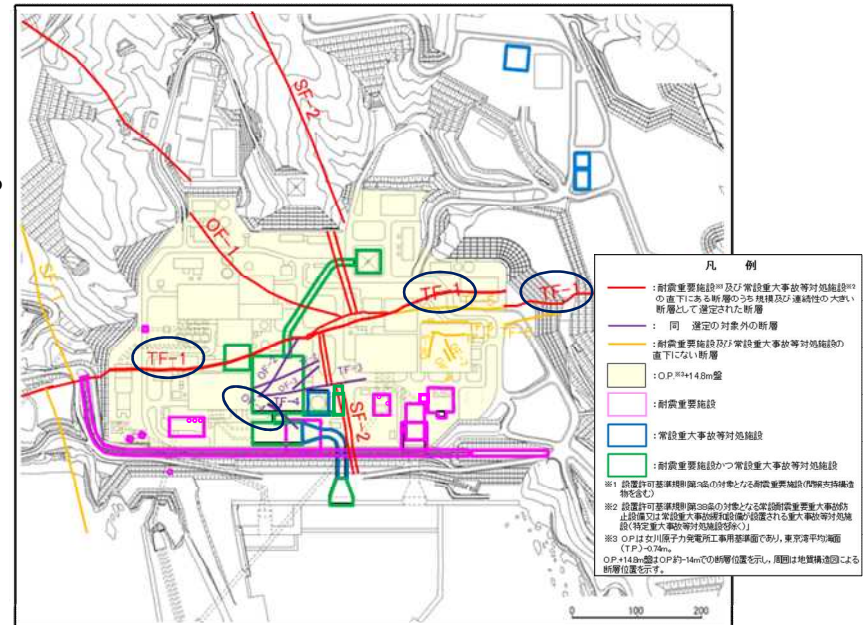 SF-2
OF-1
TF-1
TF-1
TF-1
SF-1
OF-2
TF-3
TF-4
SF-2
0 100 200
凡 例
:耐震重要施設※1及び常設重大事故等対処施設※2
の直下にある断層のうち規模及び連続性の大きい
断層として選定された断層
: 同 選定の対象外の断層
:耐震重要施設及び常設重大事故等対処施設の
直下にない断層
:O.P.※3+14.8m盤
:耐震重要施設
:常設重大事故等対処施設
:耐震重要施設かつ常設重大事故等対処施設
※1 設置許可基準規則第3条の対象となる耐震重要施設(間接支持構造
物を含む)
※2 設置許可基準規則第38条の対象となる常設耐震重要重大事故防
止設備又は常設重大事故緩和設備が設置される重大事故等対処施
設(特定重大事故等対処施設を除く)」
※3 O.P.は女川原子力発電所工事用基準面であり,東京湾平均海面
(T.P.)-0.74m。
O.P.+14.8m盤はO.P.約-14mでの断層位置を示し、周囲は地質構造図による
断層位置を示す。